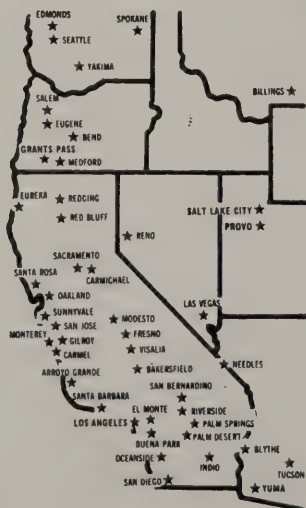 EDMONDS
SPOKANE
SEATTLE
YAKIMA
BILLINGS
SALEM
EUGENE
BEND
GRANTS PASS
MEDFORD
EUREKA
REDDING
RED BLUFF
SALT LAKE CITY
PROVO
RENO
SACRAMENTO
CARMICHAEL
SANTA ROSA
OAKLAND
LAS VEGAS
SUNNYVALE
MODESTO
SAN JOSE
FRESNO
MONTEREY
GILROY
VISALIA
CARMEL
NEEDLES
ARROYO GRANDE
BAKERSFIELD
SAN BERNARDINO
SANTA BARBARA
EL MONTE
RIVERSIDE
LOS ANGELES
PALM SPRINGS
BUENA PARK
PALM DESERT
BLYTHE
OCEANSIDE
INDIO
TUCSON
SAN DIEGO
YUMA